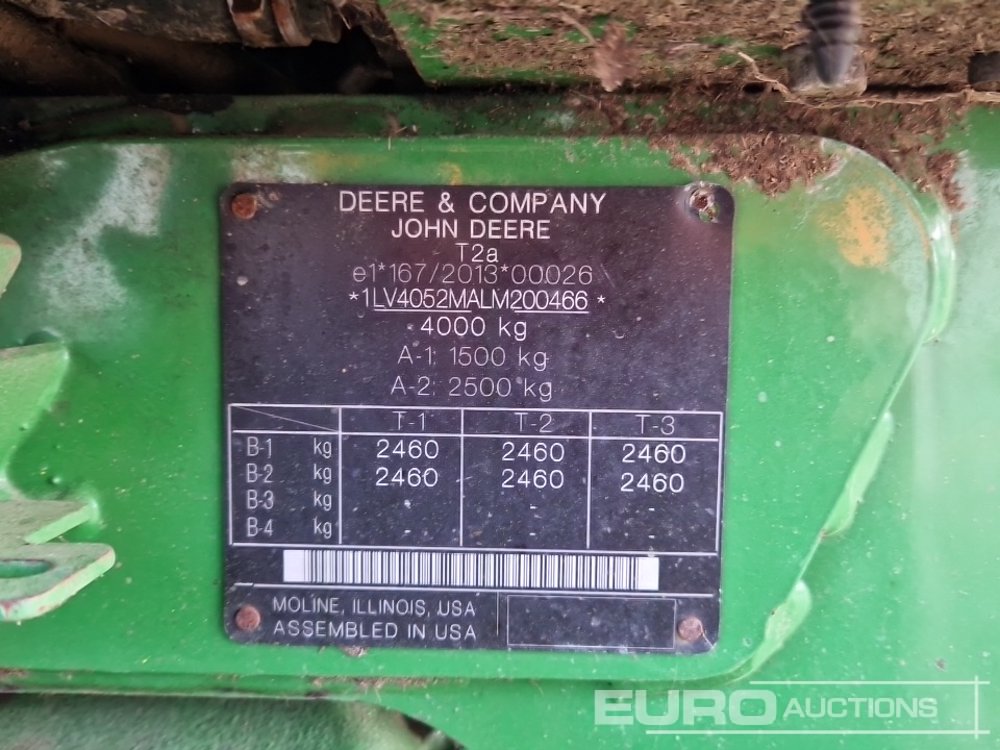 DEERE & COMPANY
JOHN DEERE
T2a
e1*167/2013*00026
*1LV4052MALM200466*
4000 kg
A-1: 1500 kg
A-2: 2500 kg
T-1 T-2 T-3
B-1 kg 2460 2460 2460
B-2 kg 2460 2460 2460
B-3 kg - - -
B-4 kg - - -
MOLINE, ILLINOIS, USA
ASSEMBLED IN USA
EURO AUCTIONS